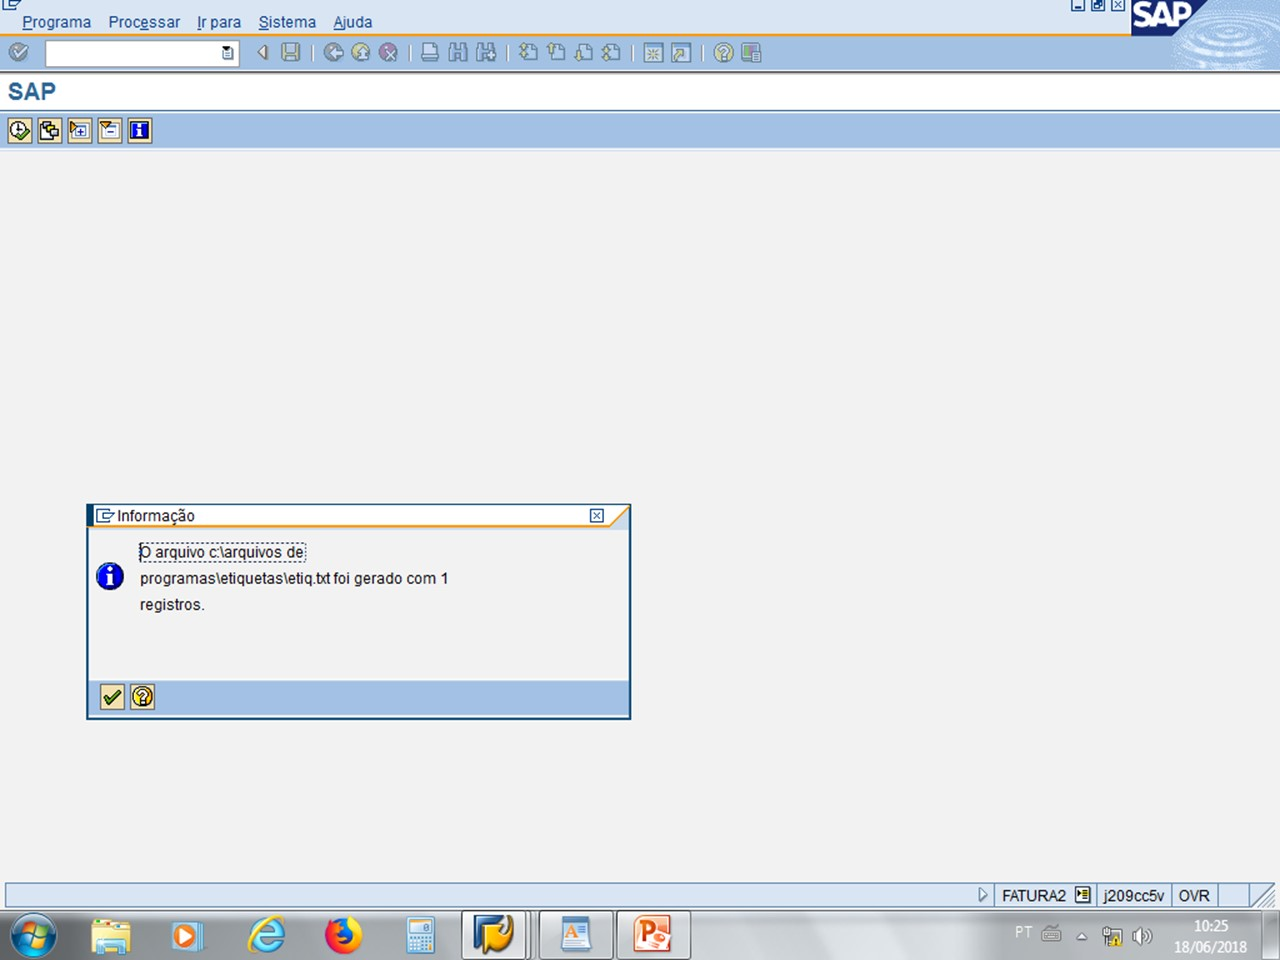 Programa Processar Ir para Sistema Ajuda
SAP
SAP
Informação
O arquivo c:\arquivos de
programas\etiquetas\etiq.txt foi gerado com 1
registros.
FATURA2 j209cc5v OVR
PT
10:25
18/06/2018